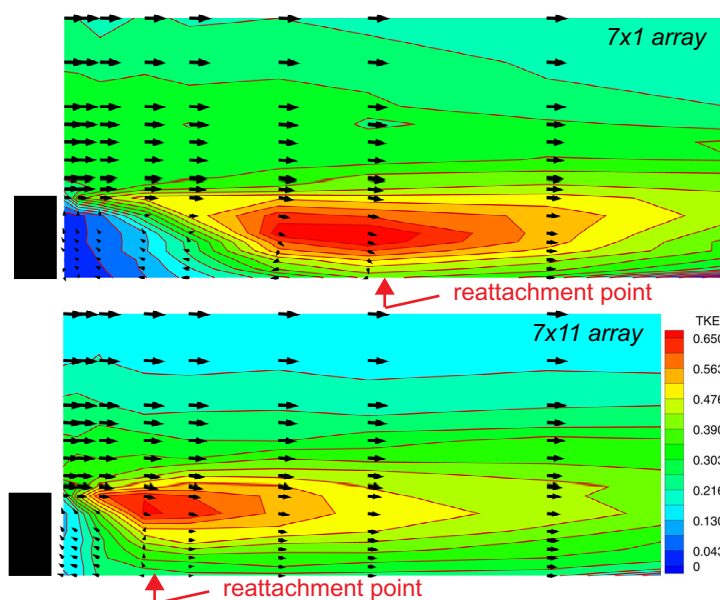 7x1 array
reattachment point
7x11 array
TKE
0.650
0.563
0.476
0.390
0.303
0.216
0.130
0.043
0
reattachment point